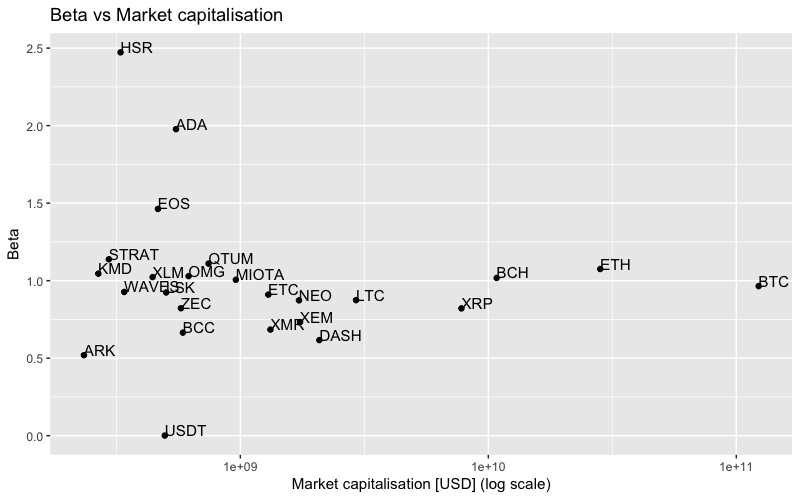 Beta vs Market capitalisation
Beta
2.5
2.0
1.5
1.0
0.5
0.0
HSR
ADA
EOS
STRAT
QTUM
KMD
XLM
OMG
MIOTA
BCH
ETH
BTC
WAVES
LSK
ETC
NEO
LTC
ZEC
XRP
BCC
XMR
XEM
DASH
ARK
USDT
1e+09
1e+10
1e+11
Market capitalisation [USD] (log scale)